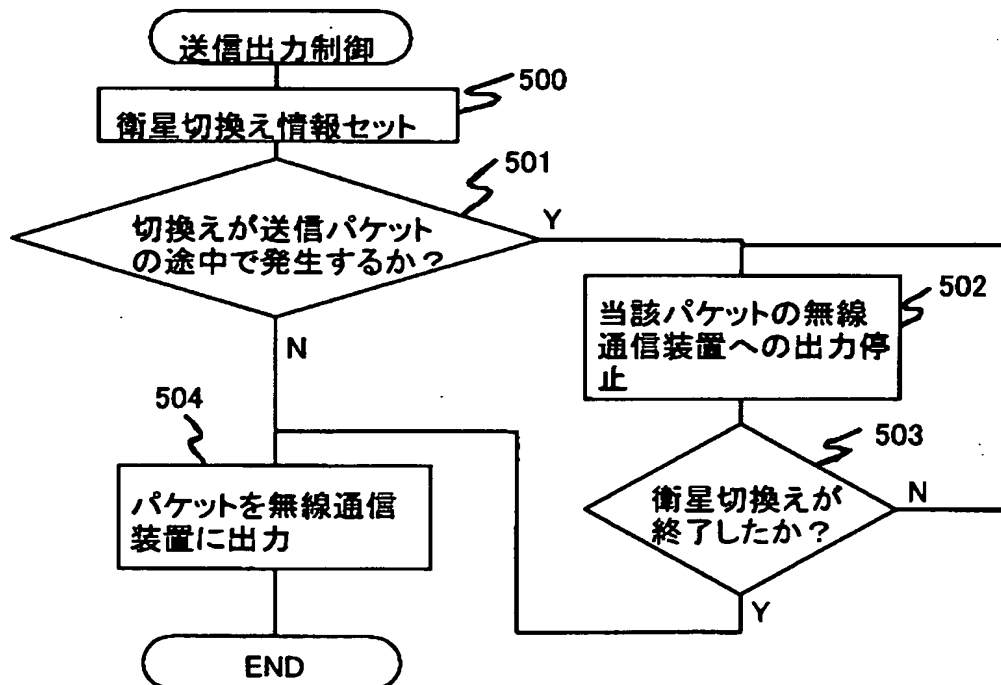 送信出力制御
500
衛星切換え情報セット
501
切換えが送信パケット
の途中で発生するか？
Y
N
502
当該パケットの無線
通信装置への出力停
止
503
衛星切換えが
終了したか？
N
Y
504
パケットを無線通信
装置に出力
END